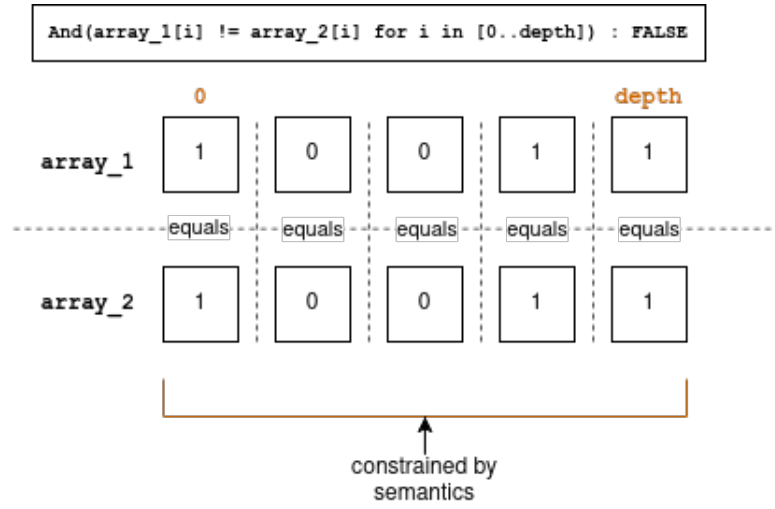 And(array_1[i] != array_2[i] for i in [0..depth]) : FALSE
0 depth
array_1 1 0 0 1 1
equals equals equals equals equals
array_2 1 0 0 1 1
constrained by
semantics